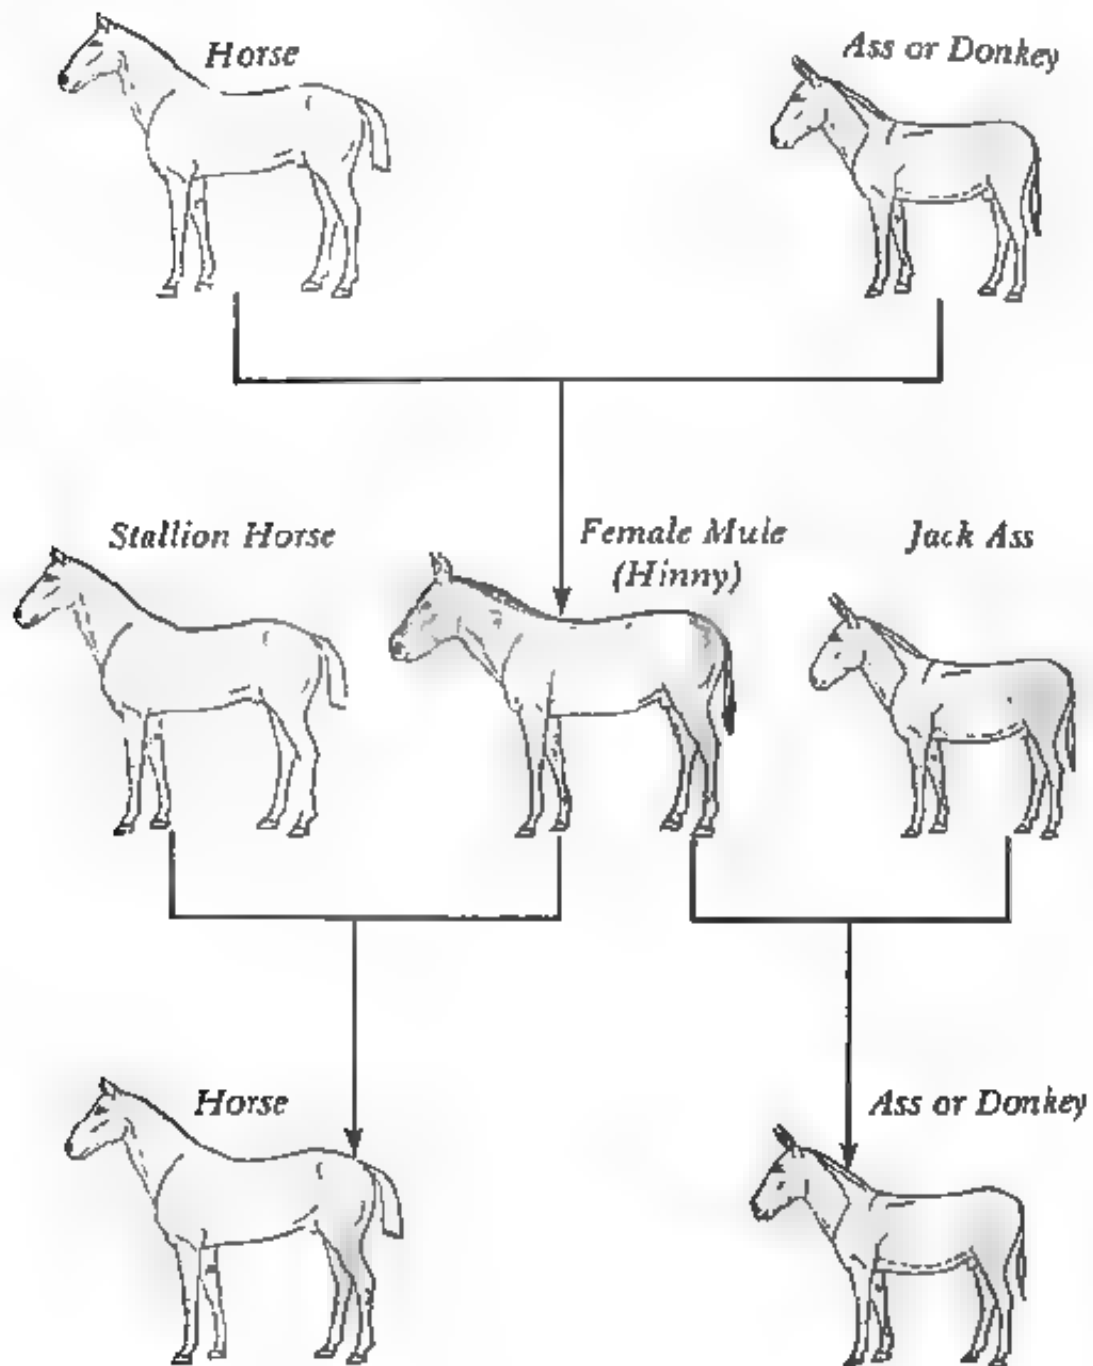 Horse
Ass or Donkey
Stallion Horse
Female Mule
(Hinny)
Jack Ass
Horse
Ass or Donkey